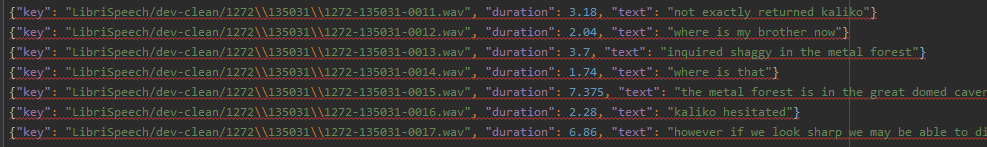 {"key": "LibriSpeech/dev-clean/1272\\135031\\1272-135031-0011.wav", "duration": 3.18, "text": "not exactly returned kaliko"}
{"key": "LibriSpeech/dev-clean/1272\\135031\\1272-135031-0012.wav", "duration": 2.04, "text": "where is my brother now"}
{"key": "LibriSpeech/dev-clean/1272\\135031\\1272-135031-0013.wav", "duration": 3.7, "text": "inquired shaggy in the metal forest"}
{"key": "LibriSpeech/dev-clean/1272\\135031\\1272-135031-0014.wav", "duration": 1.74, "text": "where is that"}
{"key": "LibriSpeech/dev-clean/1272\\135031\\1272-135031-0015.wav", "duration": 7.375, "text": "the metal forest is in the great domed caver
{"key": "LibriSpeech/dev-clean/1272\\135031\\1272-135031-0016.wav", "duration": 2.28, "text": "kaliko hesitated"}
{"key": "LibriSpeech/dev-clean/1272\\135031\\1272-135031-0017.wav", "duration": 6.86, "text": "however if we look sharp we may be able to di